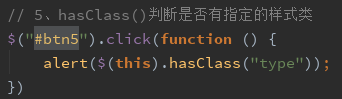 // 5、hasClass()判断是否有指定的样式类
$("#btn5").click(function () {
    alert($(this).hasClass("type"));
})